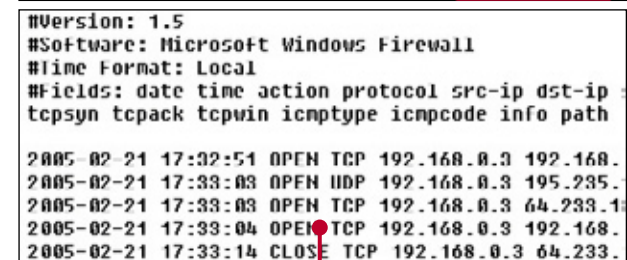 #Version: 1.5
#Software: Microsoft Windows Firewall
#Time Format: Local
#Fields: date time action protocol src-ip dst-ip
tcpsyn tcpack tcpwin icmptype icmpcode info path
2005-02-21 17:32:51 OPEN TCP 192.168.0.3 192.168.
2005-02-21 17:33:03 OPEN UDP 192.168.0.3 195.235.
2005-02-21 17:33:03 OPEN TCP 192.168.0.3 64.233.1
2005-02-21 17:33:04 OPEN TCP 192.168.0.3 192.168.
2005-02-21 17:33:14 CLOSE TCP 192.168.0.3 64.233.